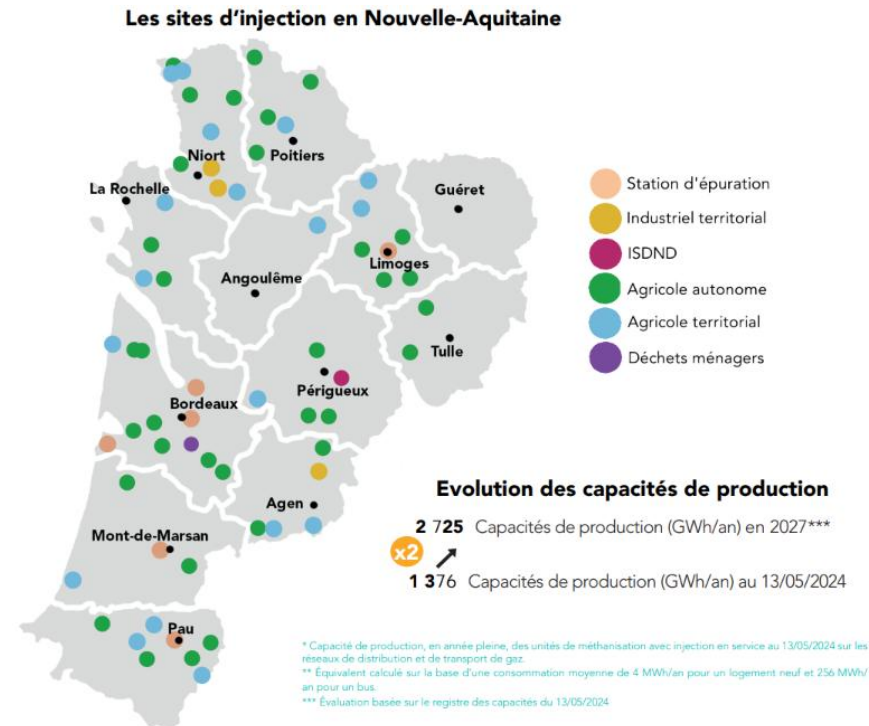 Les sites d'injection en Nouvelle-Aquitaine
Niort
Poitiers
La Rochelle
Guéret
Limoges
Angoulême
Tulle
Périgueux
Bordeaux
Agen
Mont-de-Marsan
Pau
Station d'épuration
Industriel territorial
ISDND
Agricole autonome
Agricole territorial
Déchets ménagers
Evolution des capacités de production
2 725 Capacités de production (GWh/an) en 2027***
x2
1 376 Capacités de production (GWh/an) au 13/05/2024
* Capacité de production, en année pleine, des unités de méthanisation avec injection en service au 13/05/2024 sur les
réseaux de distribution et de transport de gaz.
** Équivalent calculé sur la base d'une consommation moyenne de 4 MWh/an pour un logement neuf et 256 MWh/
an pour un bus.
*** Évaluation basée sur le registre des capacités du 13/05/2024